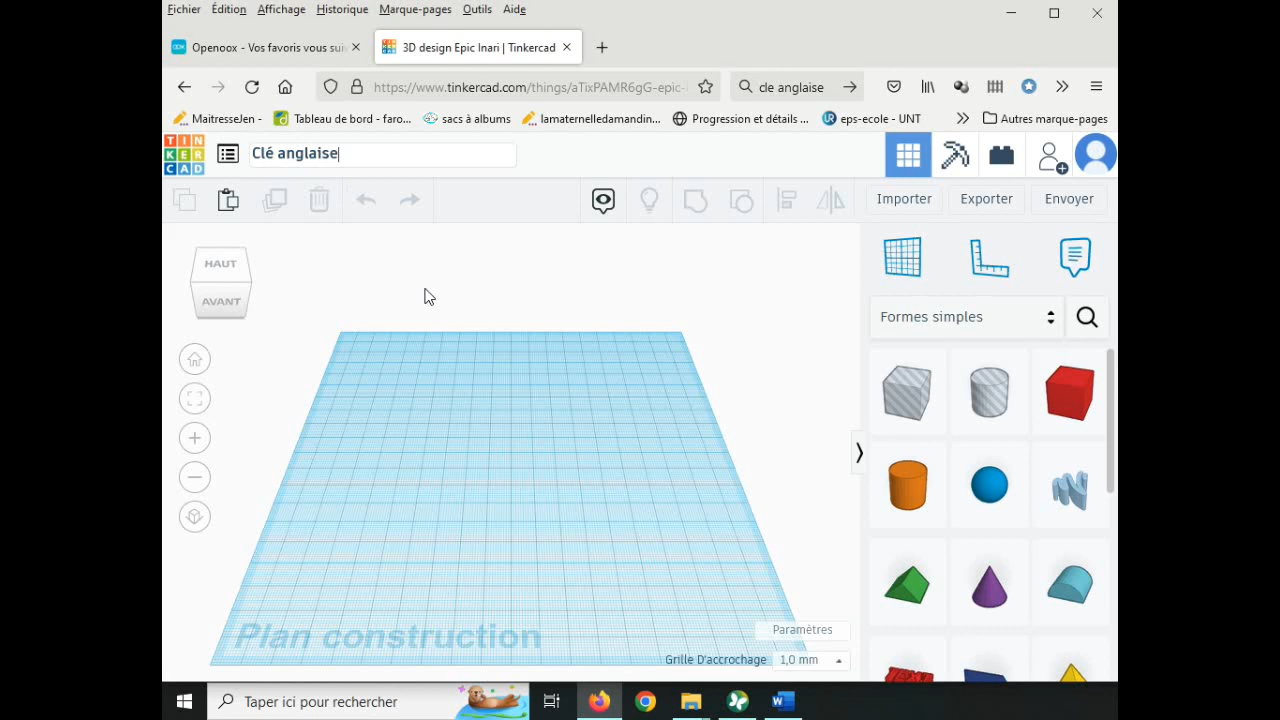 Fichier Édition Affichage Historique Marque-pages Outils Aide
Openoox - Vos favoris vous suiv
3D design Epic Inari | Tinkercad
https://www.tinkercad.com/things/aTixPAMR6gG-epic-i
cle anglaise
Maitresselen - Tableau de bord - faro... sacs à albums lamaternelledamandin... Progression et détails ... eps-ecole - UNT Autres marque-pages
TIN
KER
CAD
Clé anglaise
Importer Exporter Envoyer
HAUT
AVANT
Formes simples
Plan construction
Paramètres
Grille D'accrochage 1,0 mm
Taper ici pour rechercher